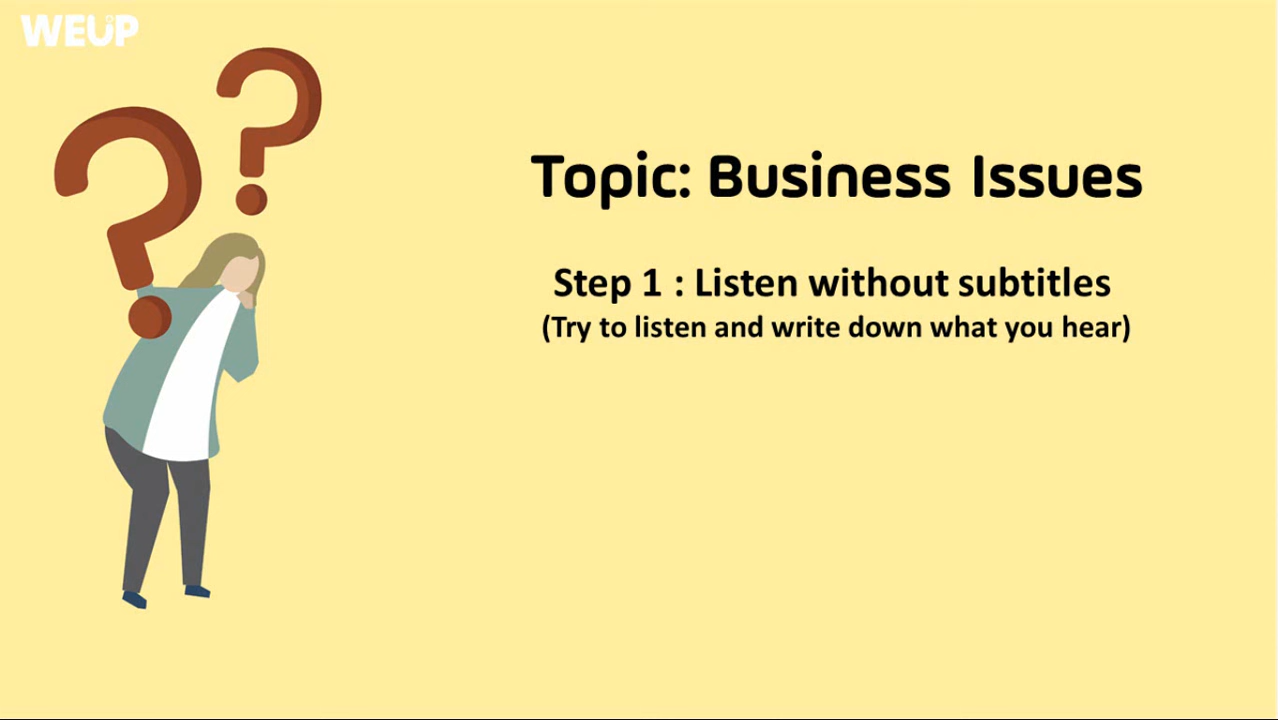 WEUP
Topic: Business Issues
Step 1 : Listen without subtitles
(Try to listen and write down what you hear)